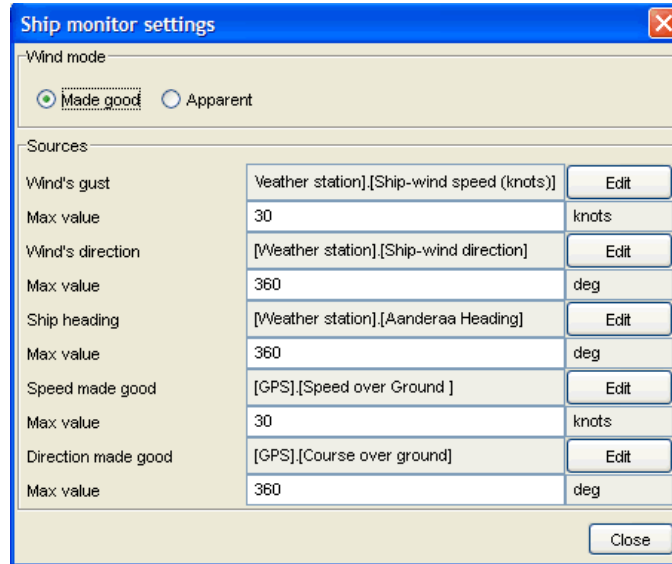 Ship monitor settings
Wind mode
Made good Apparent
Sources
Wind's gust Veather station].[Ship-wind speed (knots)] Edit
Max value 30 knots
Wind's direction [Weather station].[Ship-wind direction] Edit
Max value 360 deg
Ship heading [Weather station].[Aanderaa Heading] Edit
Max value 360 deg
Speed made good [GPS].[Speed over Ground ] Edit
Max value 30 knots
Direction made good [GPS].[Course over ground] Edit
Max value 360 deg
Close